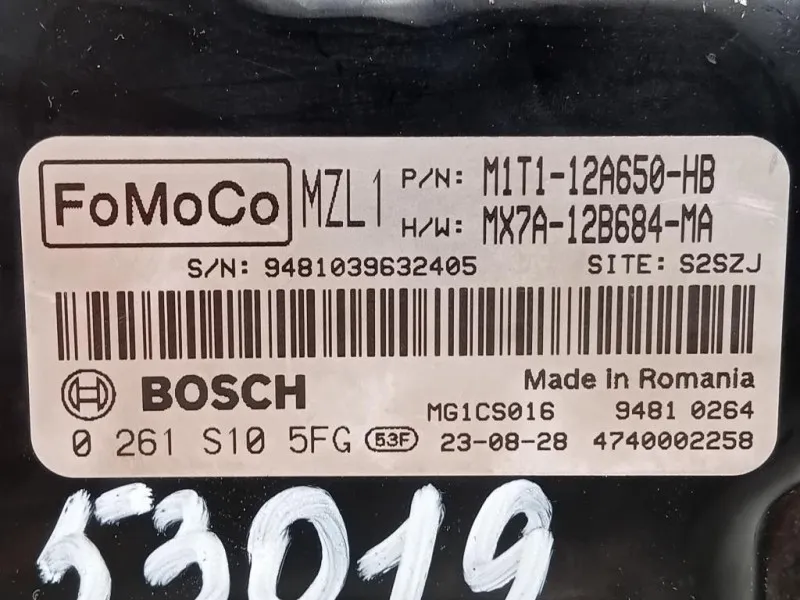 FoMoCo MZL1 P/N: M1T1-12A650-HB
H/W: MX7A-12B684-MA
S/N: 9481039632405 SITE: S2SZJ
BOSCH Made in Romania
MG1CS016 9481 0264
0 261 S10 5FG 53F 23-08-28 4740002258
53019